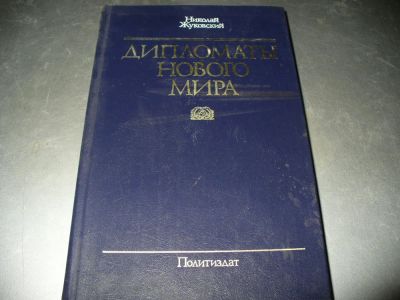 Николай
Жуковский
ДИПЛОМАТЫ
НОВОГО
МИРА
Политиздат